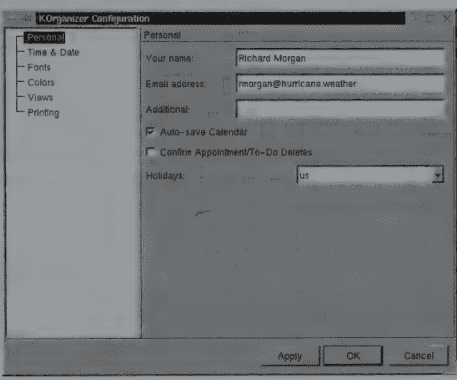 KOrganizer Configuration
Personal
Time & Date
Fonts
Colors
Views
Printing
Personal
Your name: Richard Morgan
Email address: rmorgan@hurricane.weather
Additional:
Auto-save Calendar
Confirm Appointment/To-Do Deletes
Holidays: us
Apply OK Cancel